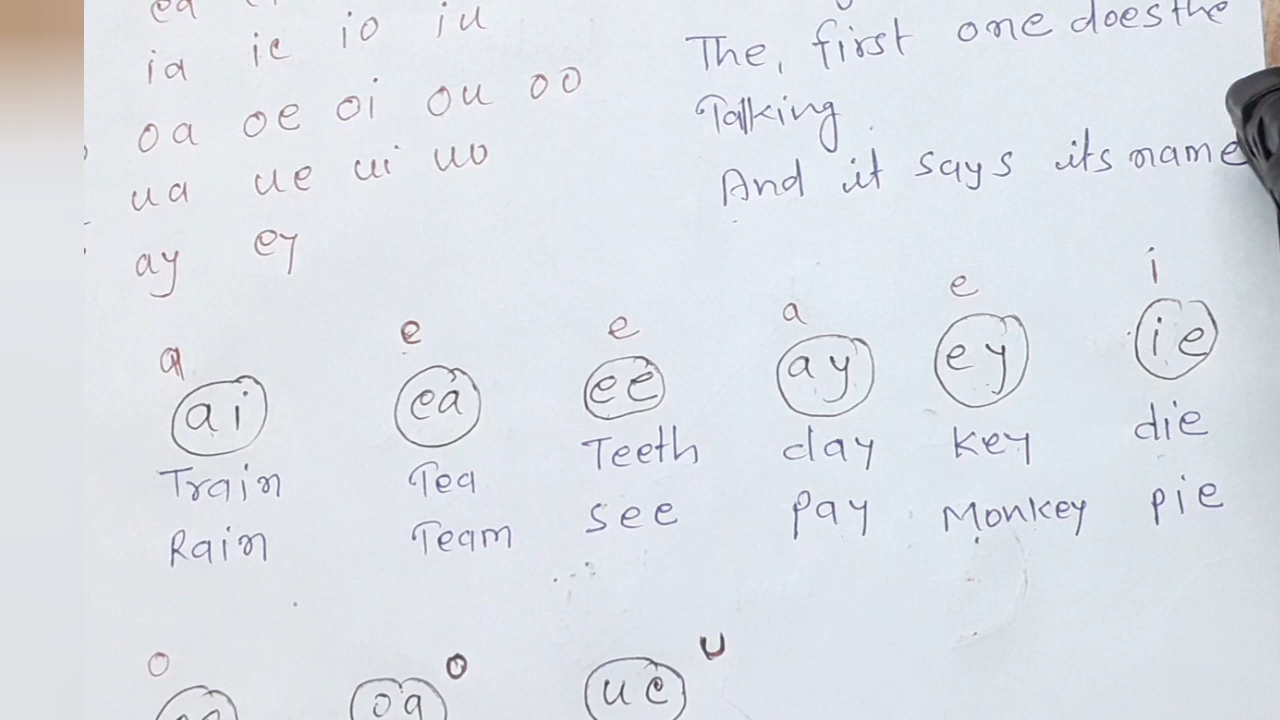 ia ie io iu
oa oe oi ou oo
ua ue ui uo
ay ey
The, first one does the
Talking
And it says its name
a e e a e i
ai ea ee ay ey ie
Train Tea Teeth clay key die
Rain Team see pay Monkey pie
o o u
oa ue